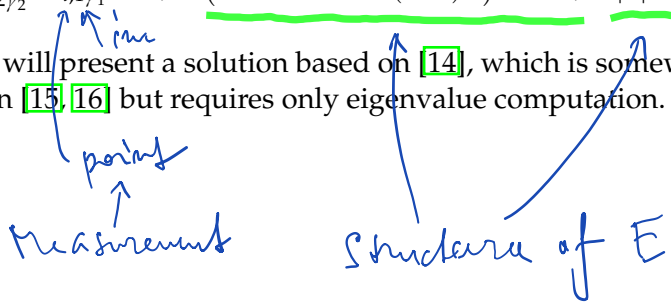 inc
will present a solution based on [14], which is somew
n [15, 16] but requires only eigenvalue computation.
point
Measurement
Structure of E